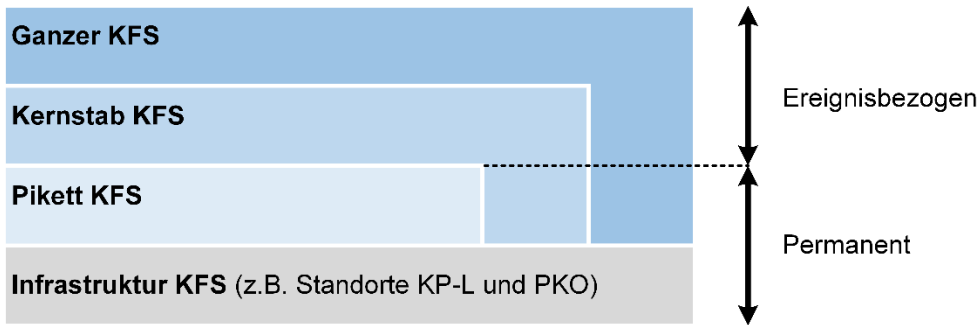 Ganzer KFS
Ereignisbezogen
Kernstab KFS
Pikett KFS
Permanent
Infrastruktur KFS (z.B. Standorte KP-L und PKO)